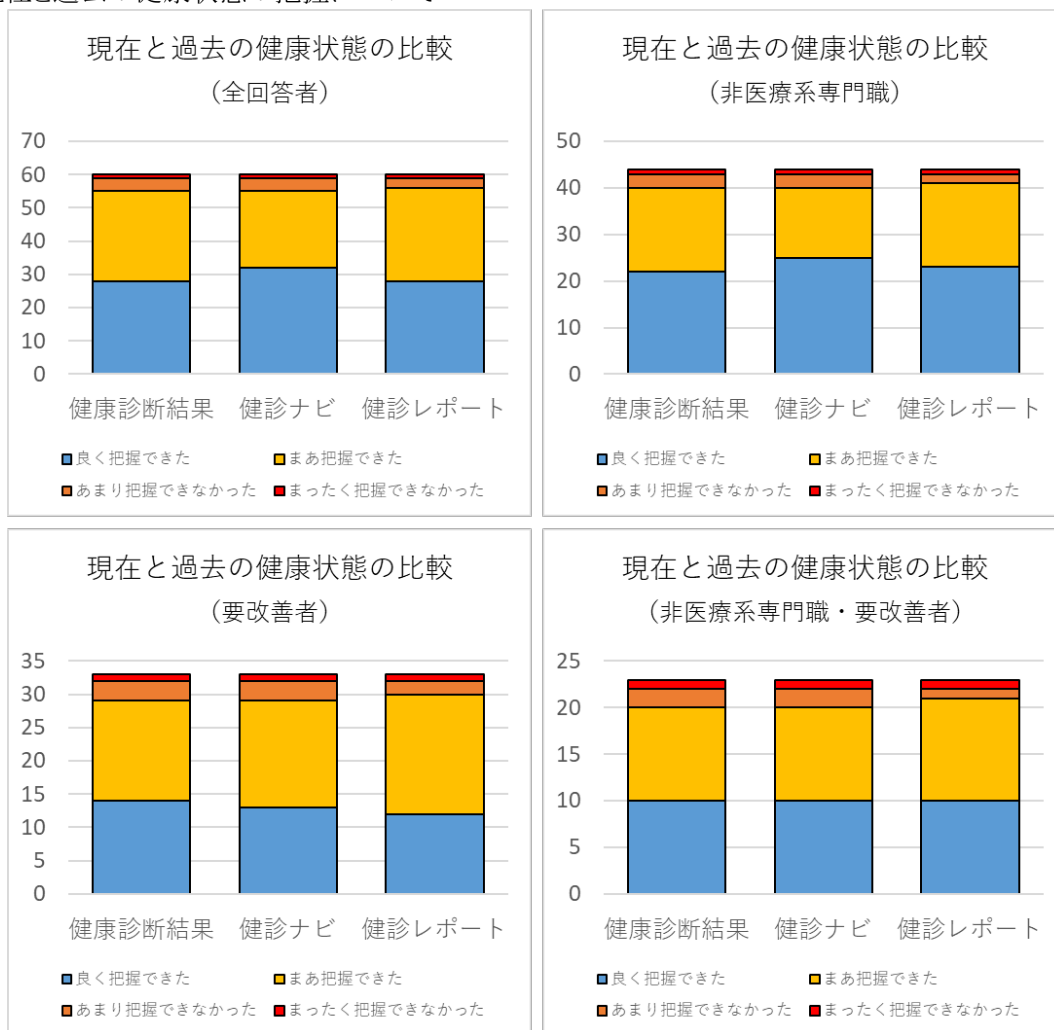 現在と過去の健康状態の比較
（全回答者）
70
60
50
40
30
20
10
0
健康診断結果 健診ナビ 健診レポート
良く把握できた まあ把握できた
あまり把握できなかった まったく把握できなかった
現在と過去の健康状態の比較
（非医療系専門職）
50
40
30
20
10
0
健康診断結果 健診ナビ 健診レポート
良く把握できた まあ把握できた
あまり把握できなかった まったく把握できなかった
現在と過去の健康状態の比較
（要改善者）
35
30
25
20
15
10
5
0
健康診断結果 健診ナビ 健診レポート
良く把握できた まあ把握できた
あまり把握できなかった まったく把握できなかった
現在と過去の健康状態の比較
（非医療系専門職・要改善者）
25
20
15
10
5
0
健康診断結果 健診ナビ 健診レポート
良く把握できた まあ把握できた
あまり把握できなかった まったく把握できなかった